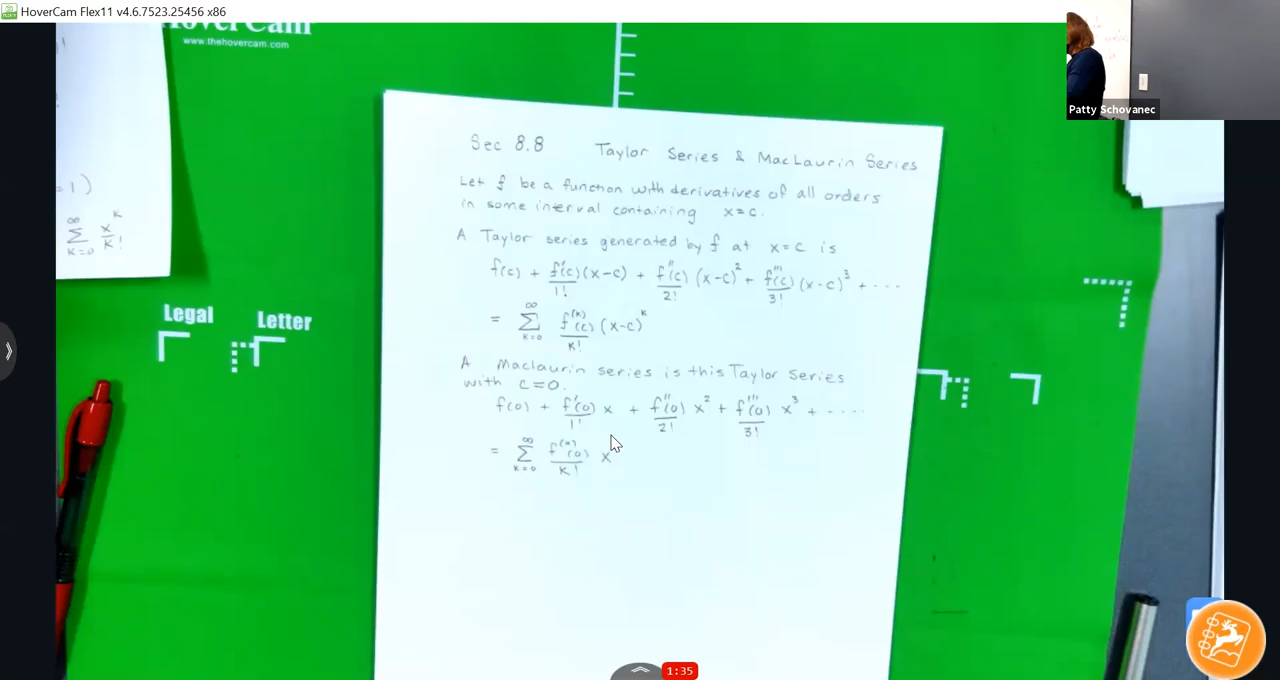 HoverCam Flex11 v4.6.7523.25456 x86
HoverCam
www.thehovercam.com
Patty Schovanec
=1)
∞ Σ k=0 x^k/k!
Sec 8.8 Taylor Series & MacLaurin Series
Let f be a function with derivatives of all orders
in some interval containing x=c.
A Taylor series generated by f at x=c is
f(c) + f'(c)/1! (x-c) + f''(c)/2! (x-c)^2 + f'''(c)/3! (x-c)^3 + ....
= ∞ Σ k=0 f^(k)(c)/k! (x-c)^k
A Maclaurin series is this Taylor series
with c=0.
f(0) + f'(0)/1! x + f''(0)/2! x^2 + f'''(0)/3! x^3 + ....
= ∞ Σ k=0 f^(0)(0)/k! x
Legal
Letter
1:35